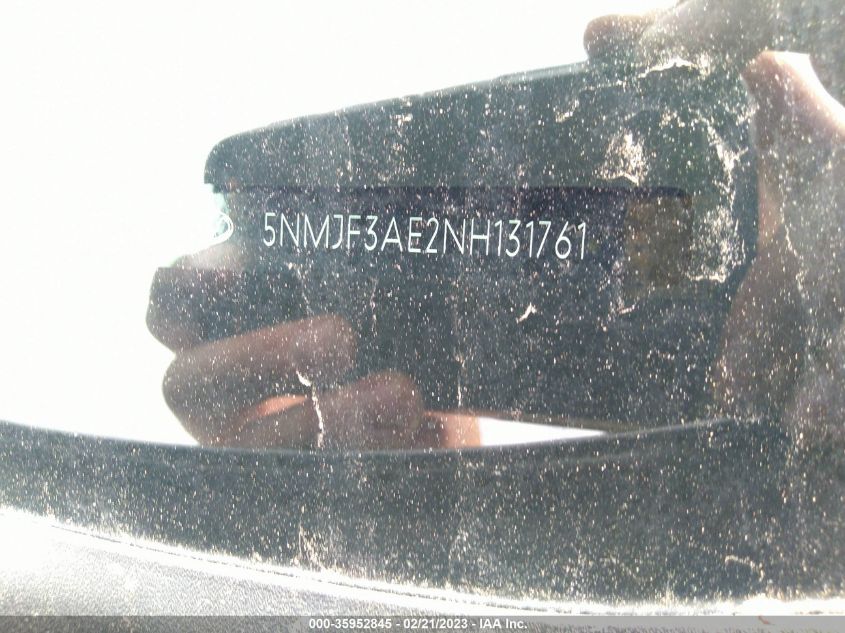 5NMJF3AE2NH131761
000-35952845 - 02/21/2023 - IAA Inc.